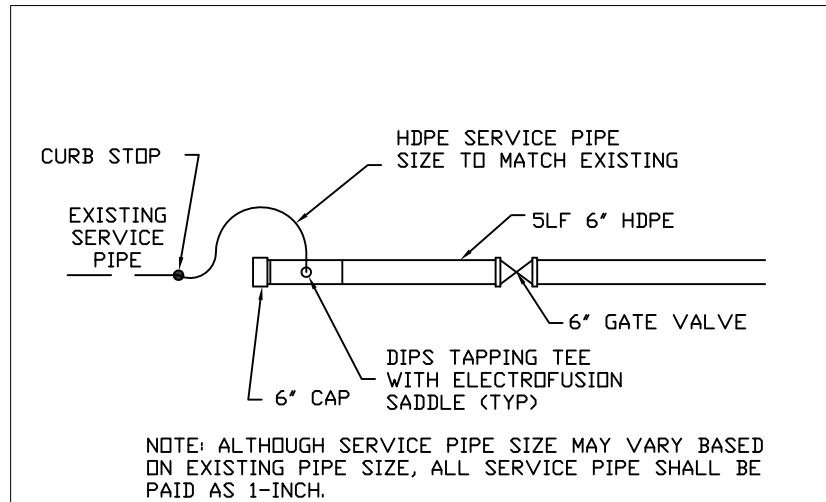 HDPE SERVICE PIPE
SIZE TO MATCH EXISTING
CURB STOP
EXISTING
SERVICE
PIPE
5LF 6" HDPE
6" GATE VALVE
DIPS TAPPING TEE
WITH ELECTROFUSION
SADDLE (TYP)
6" CAP
NOTE: ALTHOUGH SERVICE PIPE SIZE MAY VARY BASED
ON EXISTING PIPE SIZE, ALL SERVICE PIPE SHALL BE
PAID AS 1-INCH.